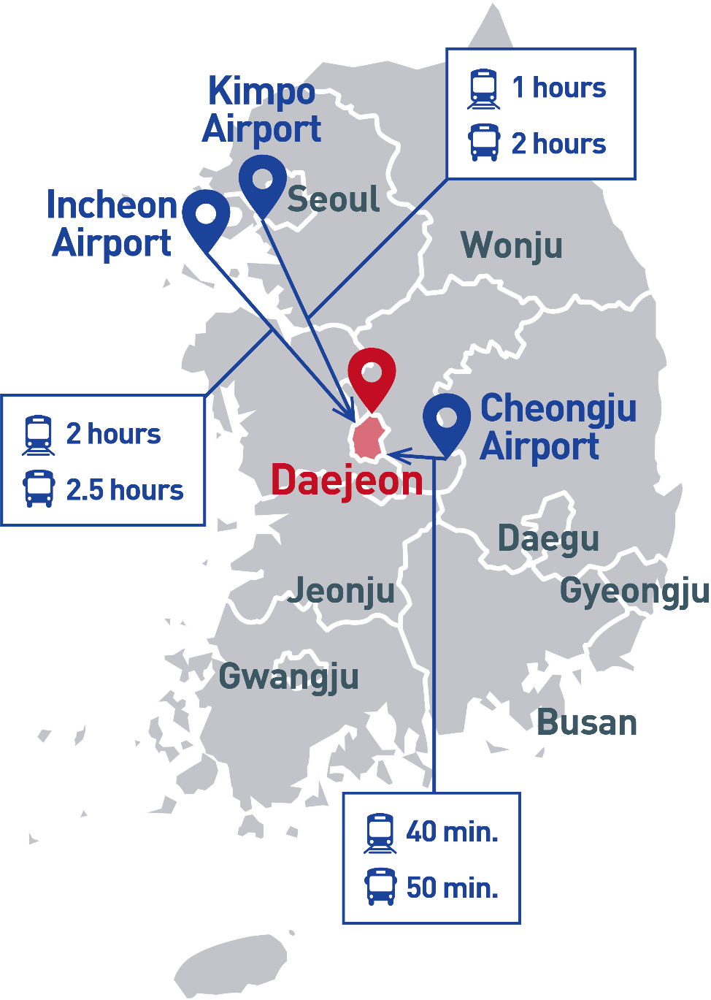 1 hours
2 hours
Kimpo
Airport
Seoul
Incheon
Airport
Wonju
2 hours
2.5 hours
Cheongju
Airport
Daejeon
Daegu
Jeonju
Gyeongju
Gwangju
Busan
40 min.
50 min.